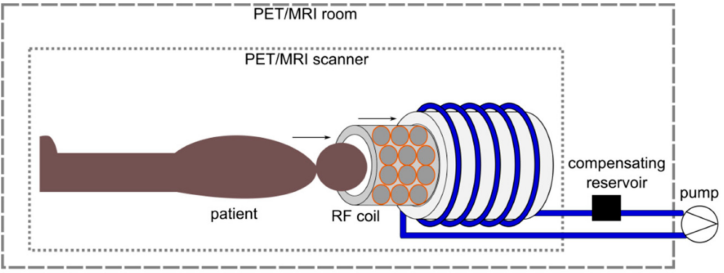 PET/MRI room
PET/MRI scanner
compensating
reservoir
pump
patient
RF coil